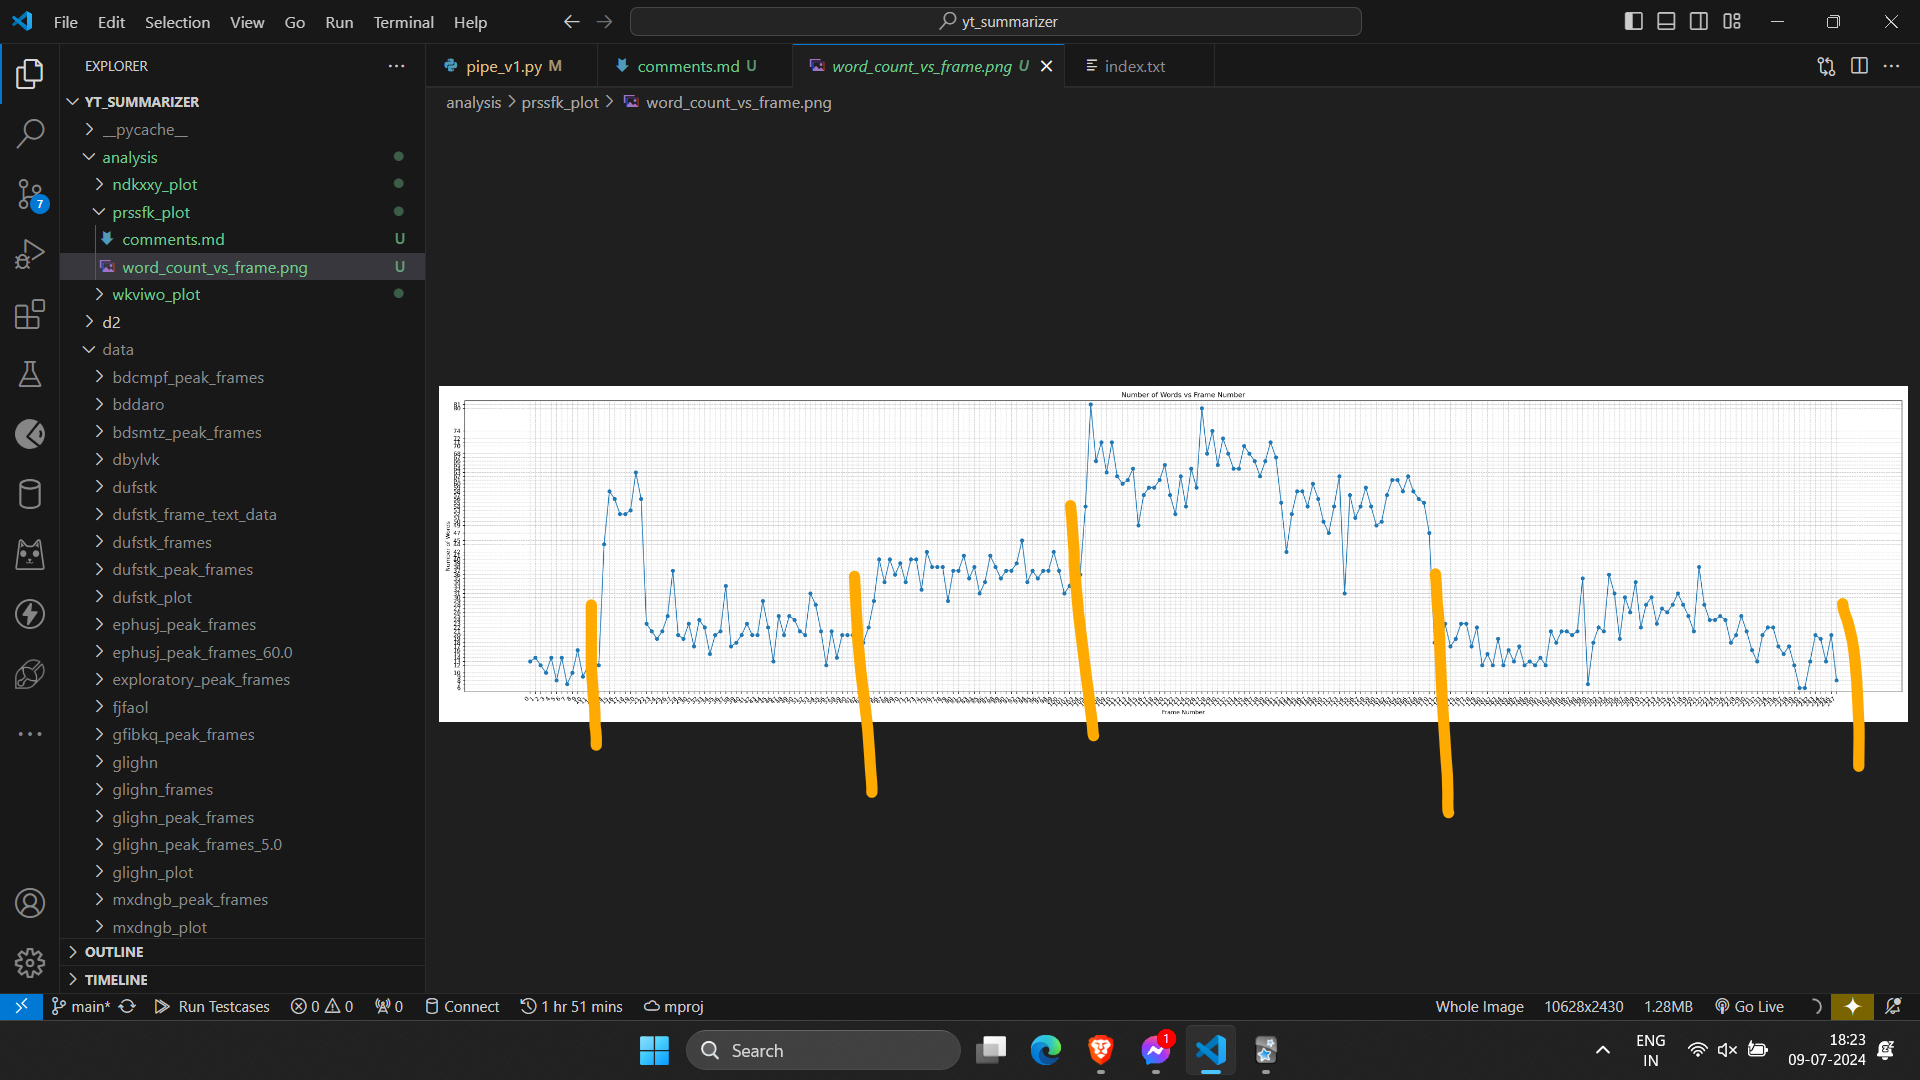 File Edit Selection View Go Run Terminal Help
yt_summarizer
EXPLORER
pipe_v1.py M
comments.md U
word_count_vs_frame.png U
index.txt
analysis > prssfk_plot > word_count_vs_frame.png
YT_SUMMARIZER
__pycache__
analysis
ndkxxy_plot
prssfk_plot
comments.md U
word_count_vs_frame.png U
wkviwo_plot
d2
data
bdcmpf_peak_frames
bddaro
bdsmtz_peak_frames
dbylvk
dufstk
dufstk_frame_text_data
dufstk_frames
dufstk_peak_frames
dufstk_plot
ephusj_peak_frames
ephusj_peak_frames_60.0
exploratory_peak_frames
fjfaol
gfibkq_peak_frames
glighn
glighn_frames
glighn_peak_frames
glighn_peak_frames_5.0
glighn_plot
mxdngb_peak_frames
mxdngb_plot
OUTLINE
TIMELINE
7
Number of Words vs Frame Number
Number of Words
Frame Number
main* Run Testcases 0 0 0 Connect 1 hr 51 mins mproj
Whole Image 10628x2430 1.28MB Go Live
Search
1
ENG
IN
18:23
09-07-2024